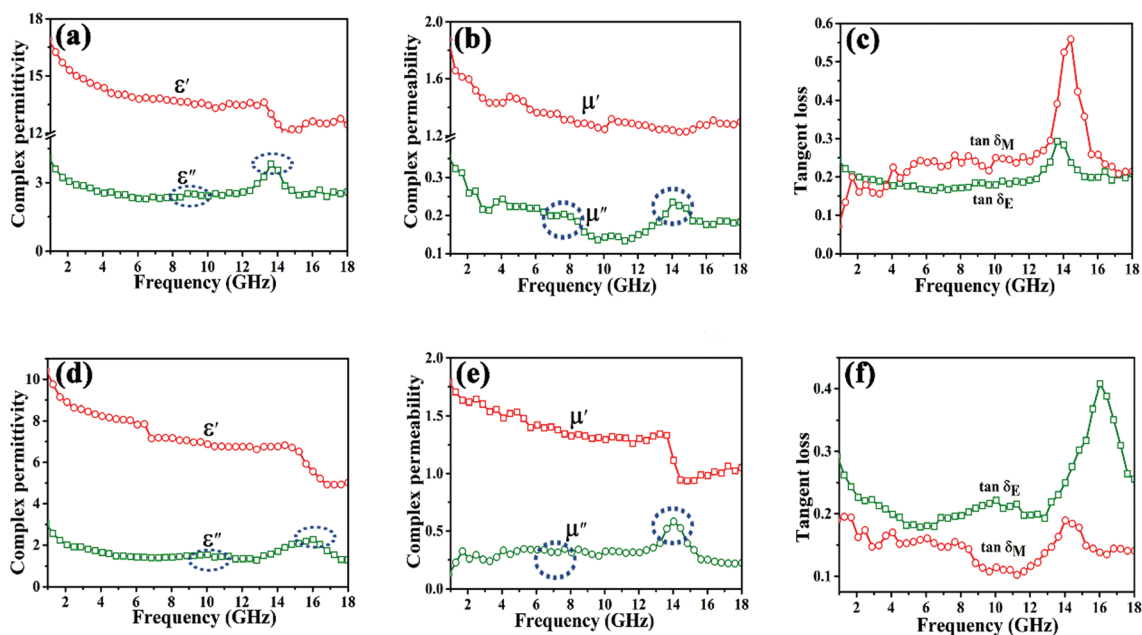 (a)
Complex permittivity
18
15
12
3
0
ε′
ε″
2 4 6 8 10 12 14 16 18
Frequency (GHz)
(b)
Complex permeability
2.0
1.6
1.2
0.2
0.1
μ′
μ″
2 4 6 8 10 12 14 16 18
Frequency (GHz)
(c)
Tangent loss
0.6
0.5
0.4
0.3
0.2
0.1
0.0
tan δM
tan δE
2 4 6 8 10 12 14 16 18
Frequency (GHz)
(d)
Complex permittivity
10
8
6
4
2
0
ε′
ε″
2 4 6 8 10 12 14 16 18
Frequency (GHz)
(e)
Complex permeability
2.0
1.5
1.0
0.5
0.0
μ′
μ″
2 4 6 8 10 12 14 16 18
Frequency (GHz)
(f)
Tangent loss
0.4
0.3
0.2
0.1
tan δE
tan δM
2 4 6 8 10 12 14 16 18
Frequency (GHz)